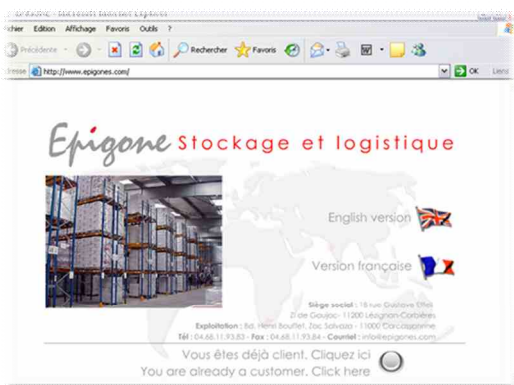 Fichier Edition Affichage Favoris Outils ?
Précédente Rechercher Favoris
Adresse http://www.epigones.com/ OK Liens
Epigone Stockage et logistique
English version
Version française
Siège social : 18 rue Gustave Eiffel
D de Gaujac- 11200 Lézignan-Corbières
Exploitation : Bd. Henri Bouffet, Zac Salvaza - 11000 Carcassonne
Tél : 04.68.11.93.83 - Fax : 04.68.11.93.84 - Courriel : info@epigones.com
Vous êtes déjà client. Cliquez ici
You are already a customer. Click here